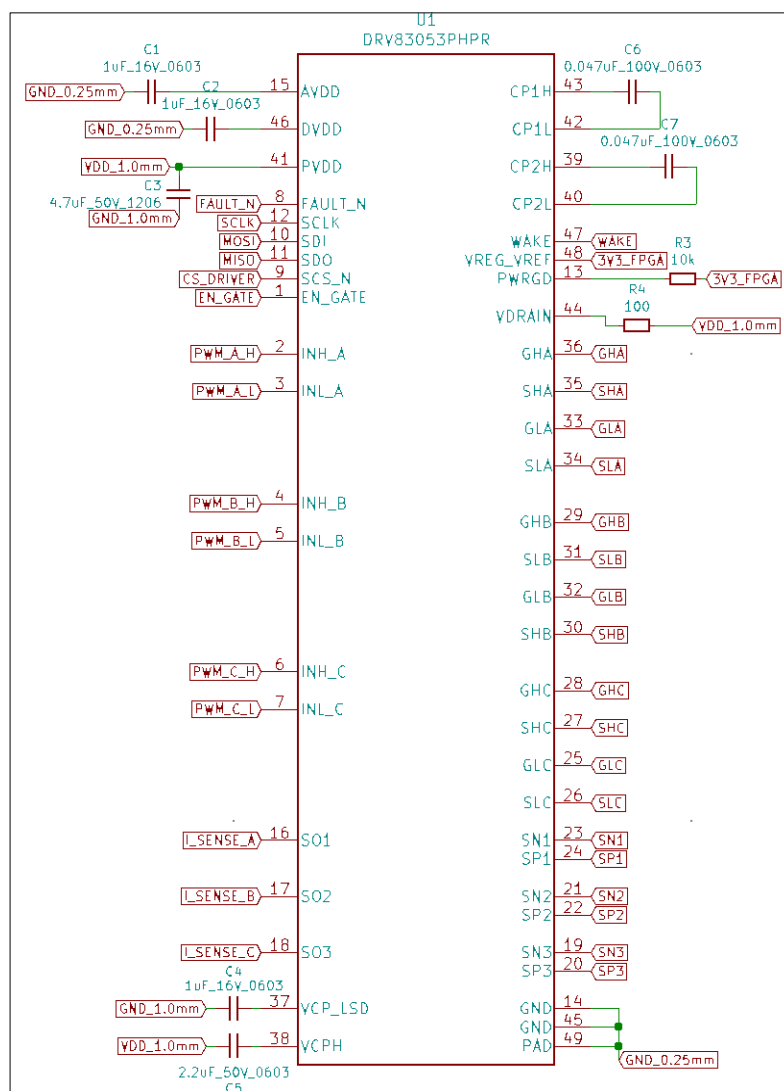 U1
DRV83053PHPR
C1
1uF_16V_0603
GND_0.25mm
15
AVDD
C2
1uF_16V_0603
GND_0.25mm
46
DVDD
VDD_1.0mm
41
PVDD
C3
4.7uF_50V_1206
GND_1.0mm
FAULT_N
8
FAULT_N
SCLK
12
SCLK
MOSI
10
SDI
MISO
11
SDO
CS_DRIVER
9
SCS_N
EN_GATE
1
EN_GATE
PWM_A_H
2
INH_A
PWM_A_L
3
INL_A
PWM_B_H
4
INH_B
PWM_B_L
5
INL_B
PWM_C_H
6
INH_C
PWM_C_L
7
INL_C
I_SENSE_A
16
SO1
I_SENSE_B
17
SO2
I_SENSE_C
18
SO3
C4
1uF_16V_0603
GND_1.0mm
37
VCP_LSD
VDD_1.0mm
38
VCPH
2.2uF_50V_0603
C5
C6
0.047uF_100V_0603
CP1H
43
CP1L
42
C7
0.047uF_100V_0603
CP2H
39
CP2L
40
WAKE
47
WAKE
VREG_VREF
48
3V3_FPGA
R3
10k
PWRGD
13
3V3_FPGA
R4
100
VDRAIN
44
VDD_1.0mm
GHA
36
GHA
SHA
35
SHA
GLA
33
GLA
SLA
34
SLA
GHB
29
GHB
SLB
31
SLB
GLB
32
GLB
SHB
30
SHB
GHC
28
GHC
SHC
27
SHC
GLC
25
GLC
SLC
26
SLC
SN1
23
SN1
SP1
24
SP1
SN2
21
SN2
SP2
22
SP2
SN3
19
SN3
SP3
20
SP3
GND
14
GND
45
PAD
49
GND_0.25mm